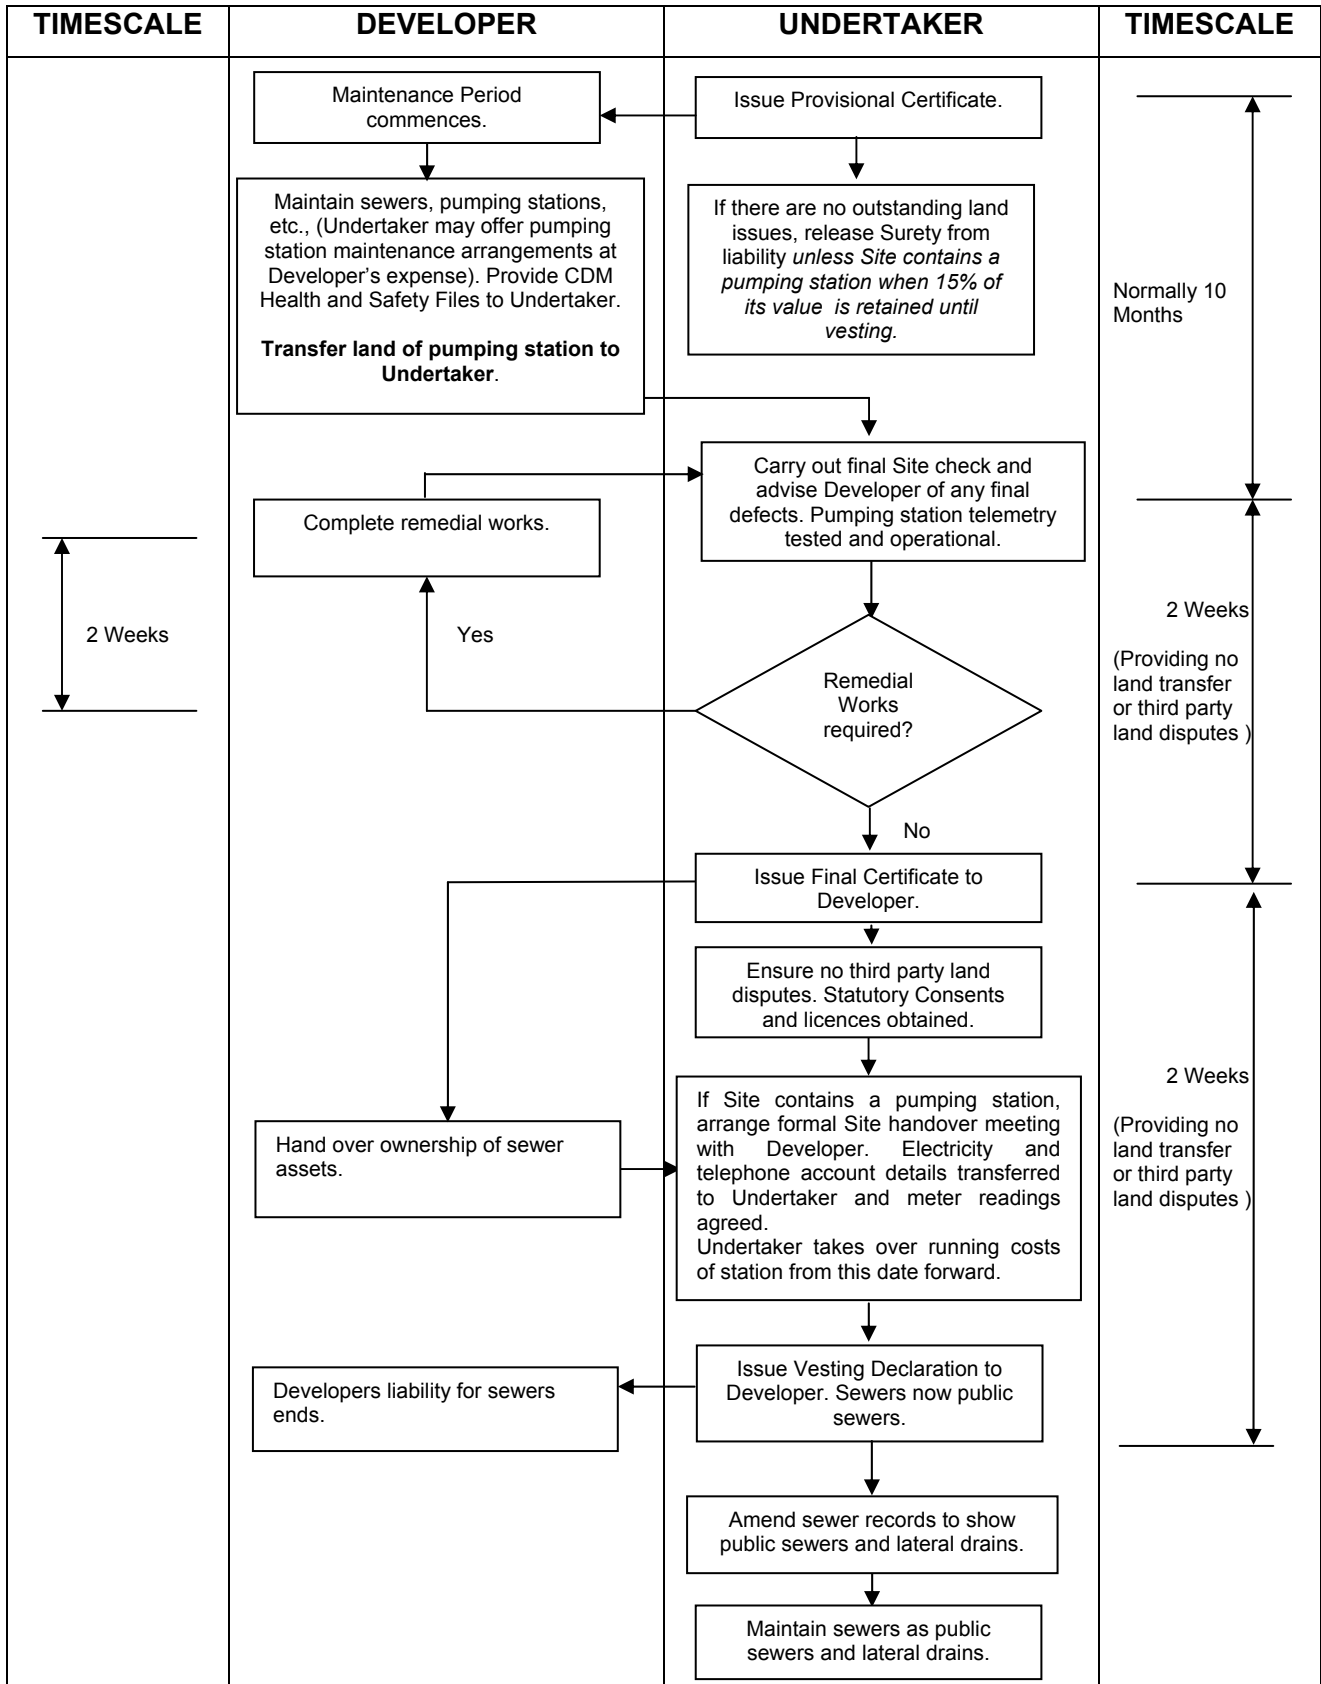 TIMESCALE
DEVELOPER
UNDERTAKER
TIMESCALE
Maintenance Period
commences.
Issue Provisional Certificate.
Maintain sewers, pumping stations,
etc., (Undertaker may offer pumping
station maintenance arrangements at
Developer's expense). Provide CDM
Health and Safety Files to Undertaker.
Transfer land of pumping station to
Undertaker.
If there are no outstanding land
issues, release Surety from
liability unless Site contains a
pumping station when 15% of
its value is retained until
vesting.
Normally 10
Months
Carry out final Site check and
advise Developer of any final
defects. Pumping station telemetry
tested and operational.
Complete remedial works.
2 Weeks
Yes
Remedial
Works
required?
2 Weeks
(Providing no
land transfer
or third party
land disputes )
No
Issue Final Certificate to
Developer.
Ensure no third party land
disputes. Statutory Consents
and licences obtained.
Hand over ownership of sewer
assets.
If Site contains a pumping station,
arrange formal Site handover meeting
with Developer. Electricity and
telephone account details transferred
to Undertaker and meter readings
agreed.
Undertaker takes over running costs
of station from this date forward.
2 Weeks
(Providing no
land transfer
or third party
land disputes )
Issue Vesting Declaration to
Developer. Sewers now public
sewers.
Developers liability for sewers
ends.
Amend sewer records to show
public sewers and lateral drains.
Maintain sewers as public
sewers and lateral drains.